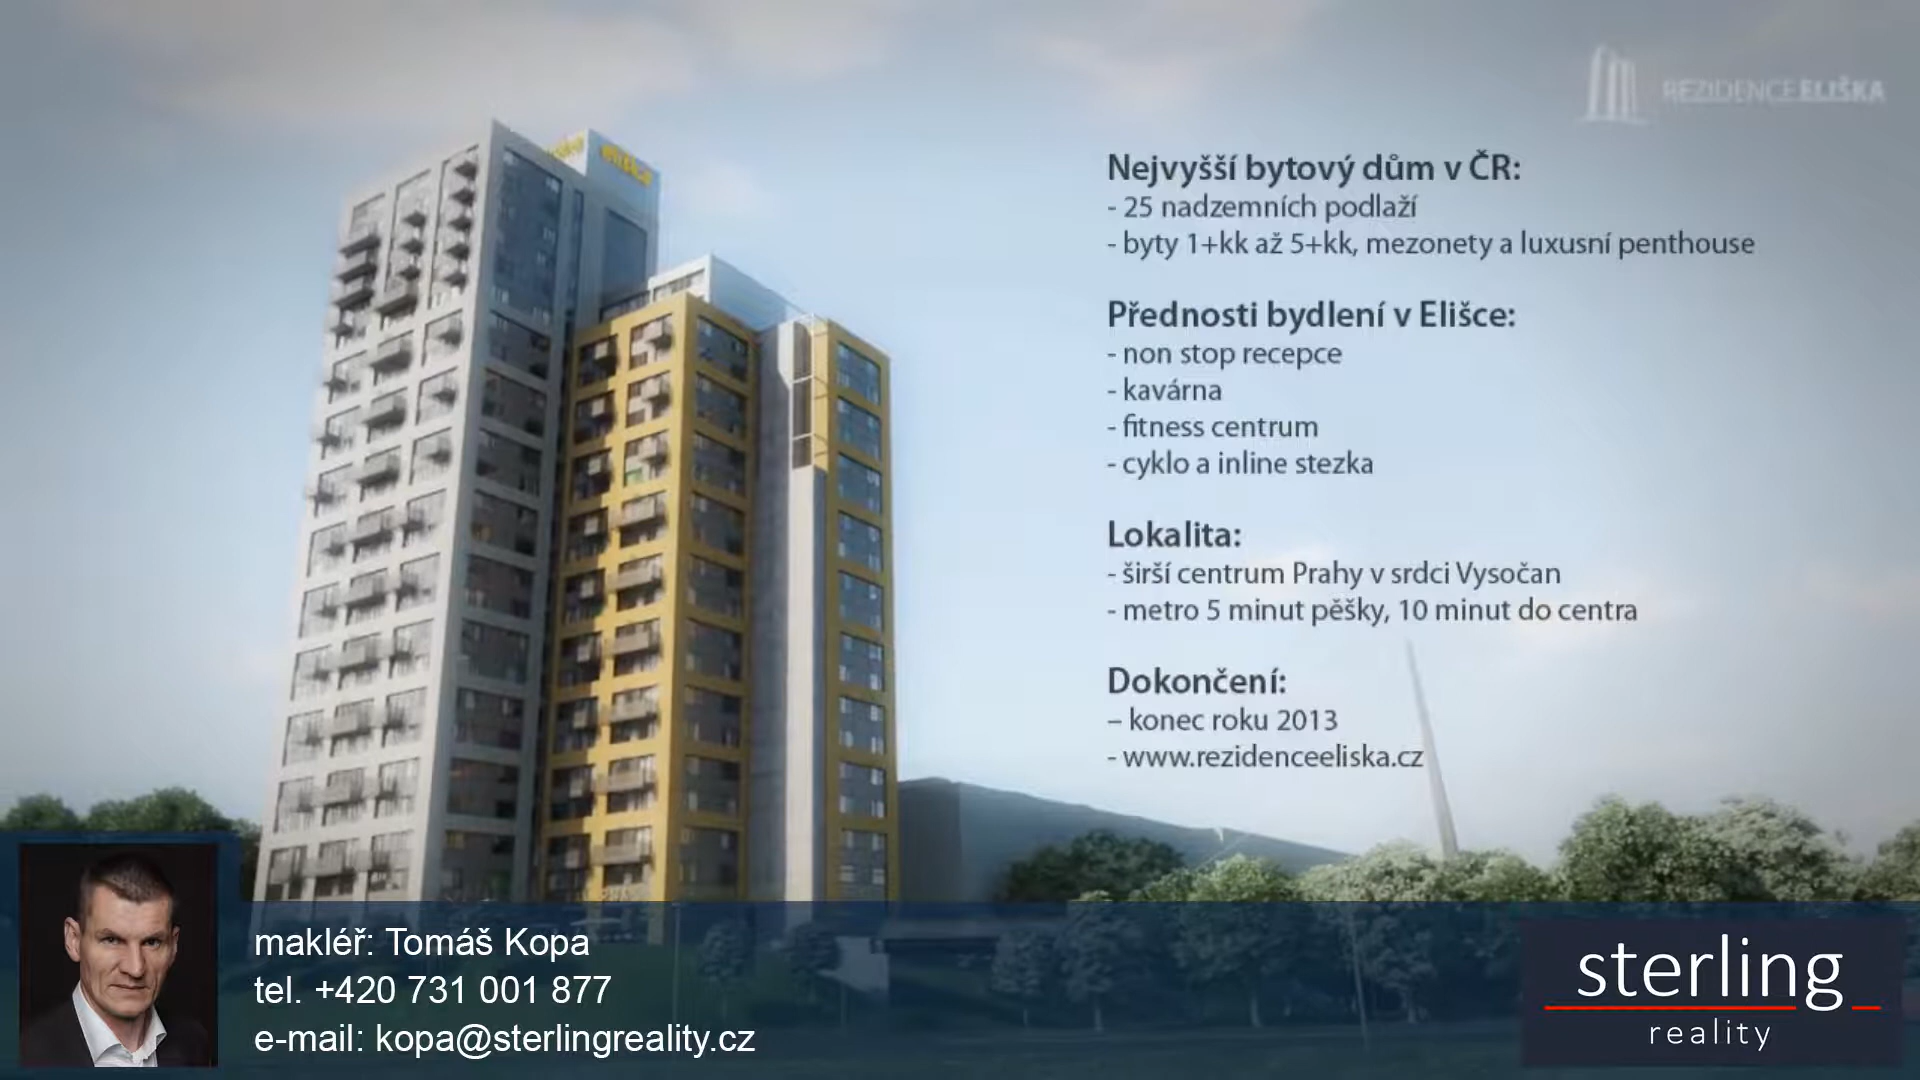 REZIDENCE ELIŠKA
eliška
Nejvyšší bytový dům v ČR:
- 25 nadzemních podlaží
- byty 1+kk až 5+kk, mezonety a luxusní penthouse
Přednosti bydlení v Elišce:
- non stop recepce
- kavárna
- fitness centrum
- cyklo a inline stezka
Lokalita:
- širší centrum Prahy v srdci Vysočan
- metro 5 minut pěšky, 10 minut do centra
Dokončení:
– konec roku 2013
- www.rezidenceeliska.cz
makléř: Tomáš Kopa
tel. +420 731 001 877
e-mail: kopa@sterlingreality.cz
sterling
reality